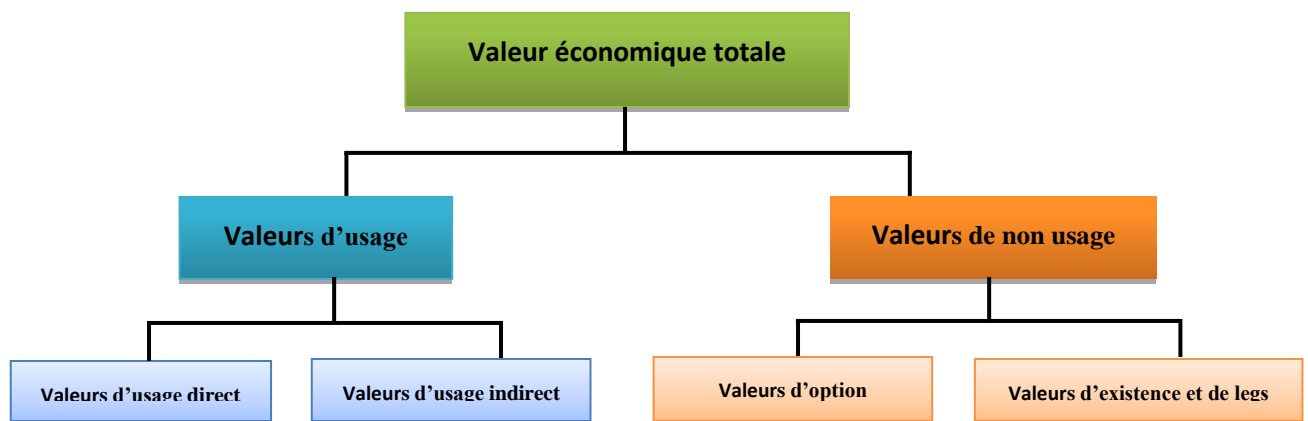 Valeur économique totale
Valeurs d'usage
Valeurs de non usage
Valeurs d'usage direct
Valeurs d'usage indirect
Valeurs d'option
Valeurs d'existence et de legs